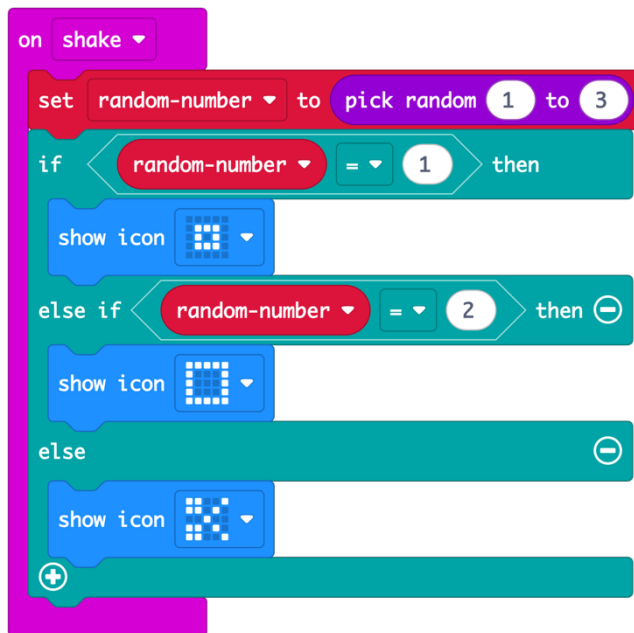 on shake
set random-number to pick random 1 to 3
if random-number = 1 then
show icon
else if random-number = 2 then
show icon
else
show icon